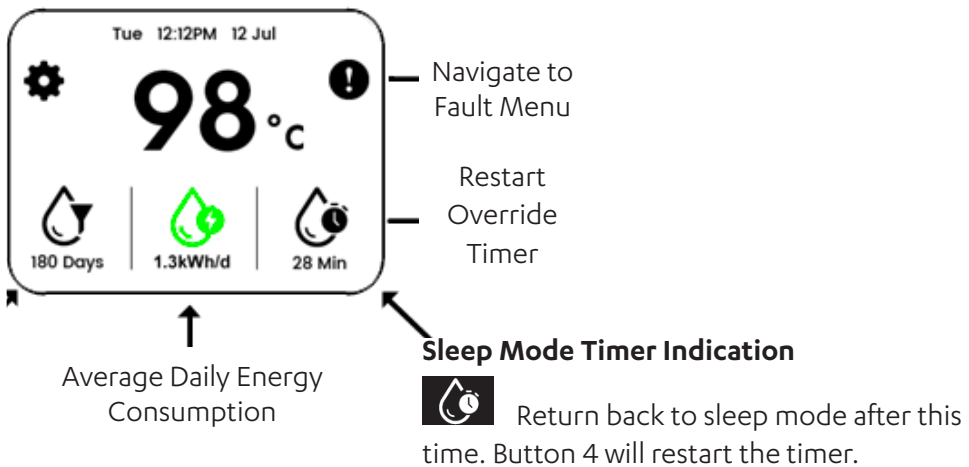 Tue 12:12PM 12 Jul
98 °C
180 Days
1.3kWh/d
28 Min
Navigate to
Fault Menu
Restart
Override
Timer
Average Daily Energy
Consumption
Sleep Mode Timer Indication
Return back to sleep mode after this
time. Button 4 will restart the timer.